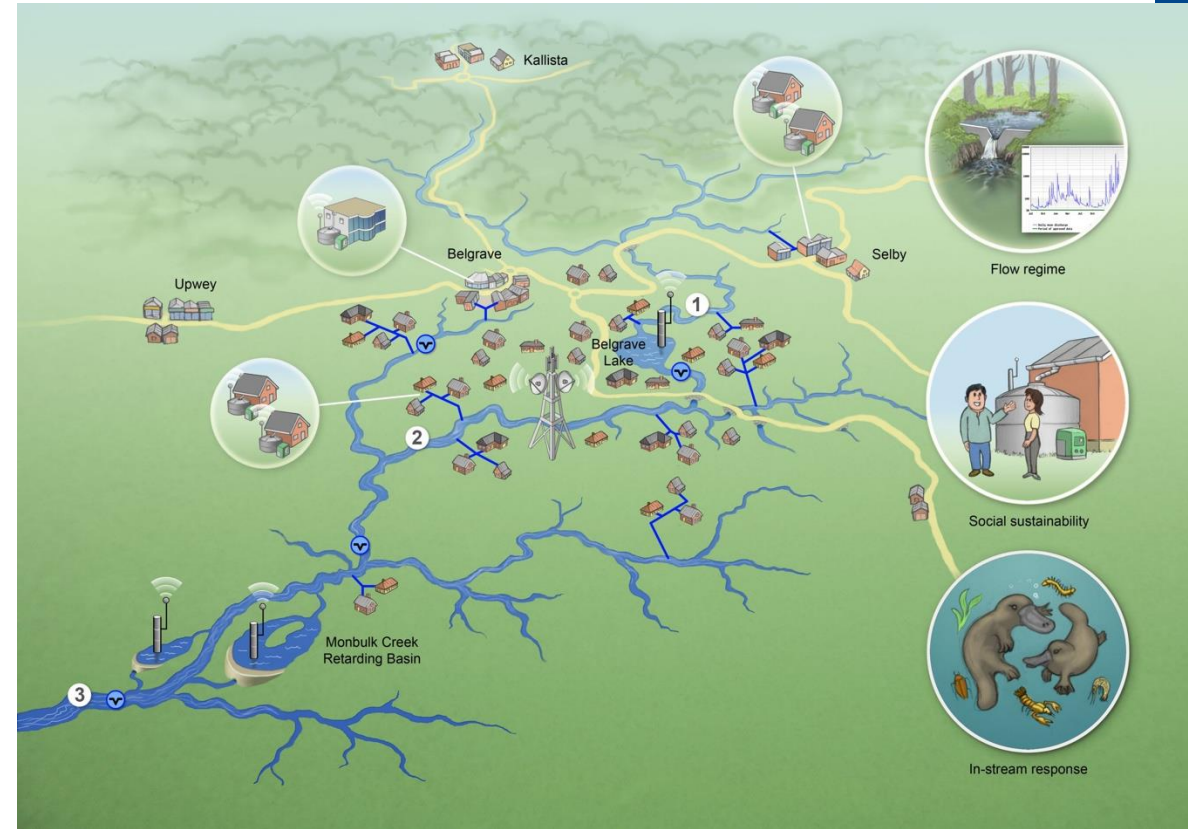 Kallista
Belgrave
Selby
Upwey
Flow regime
1
Belgrave
Lake
2
Social sustainability
Monbulk Creek
Retarding Basin
3
In-stream response